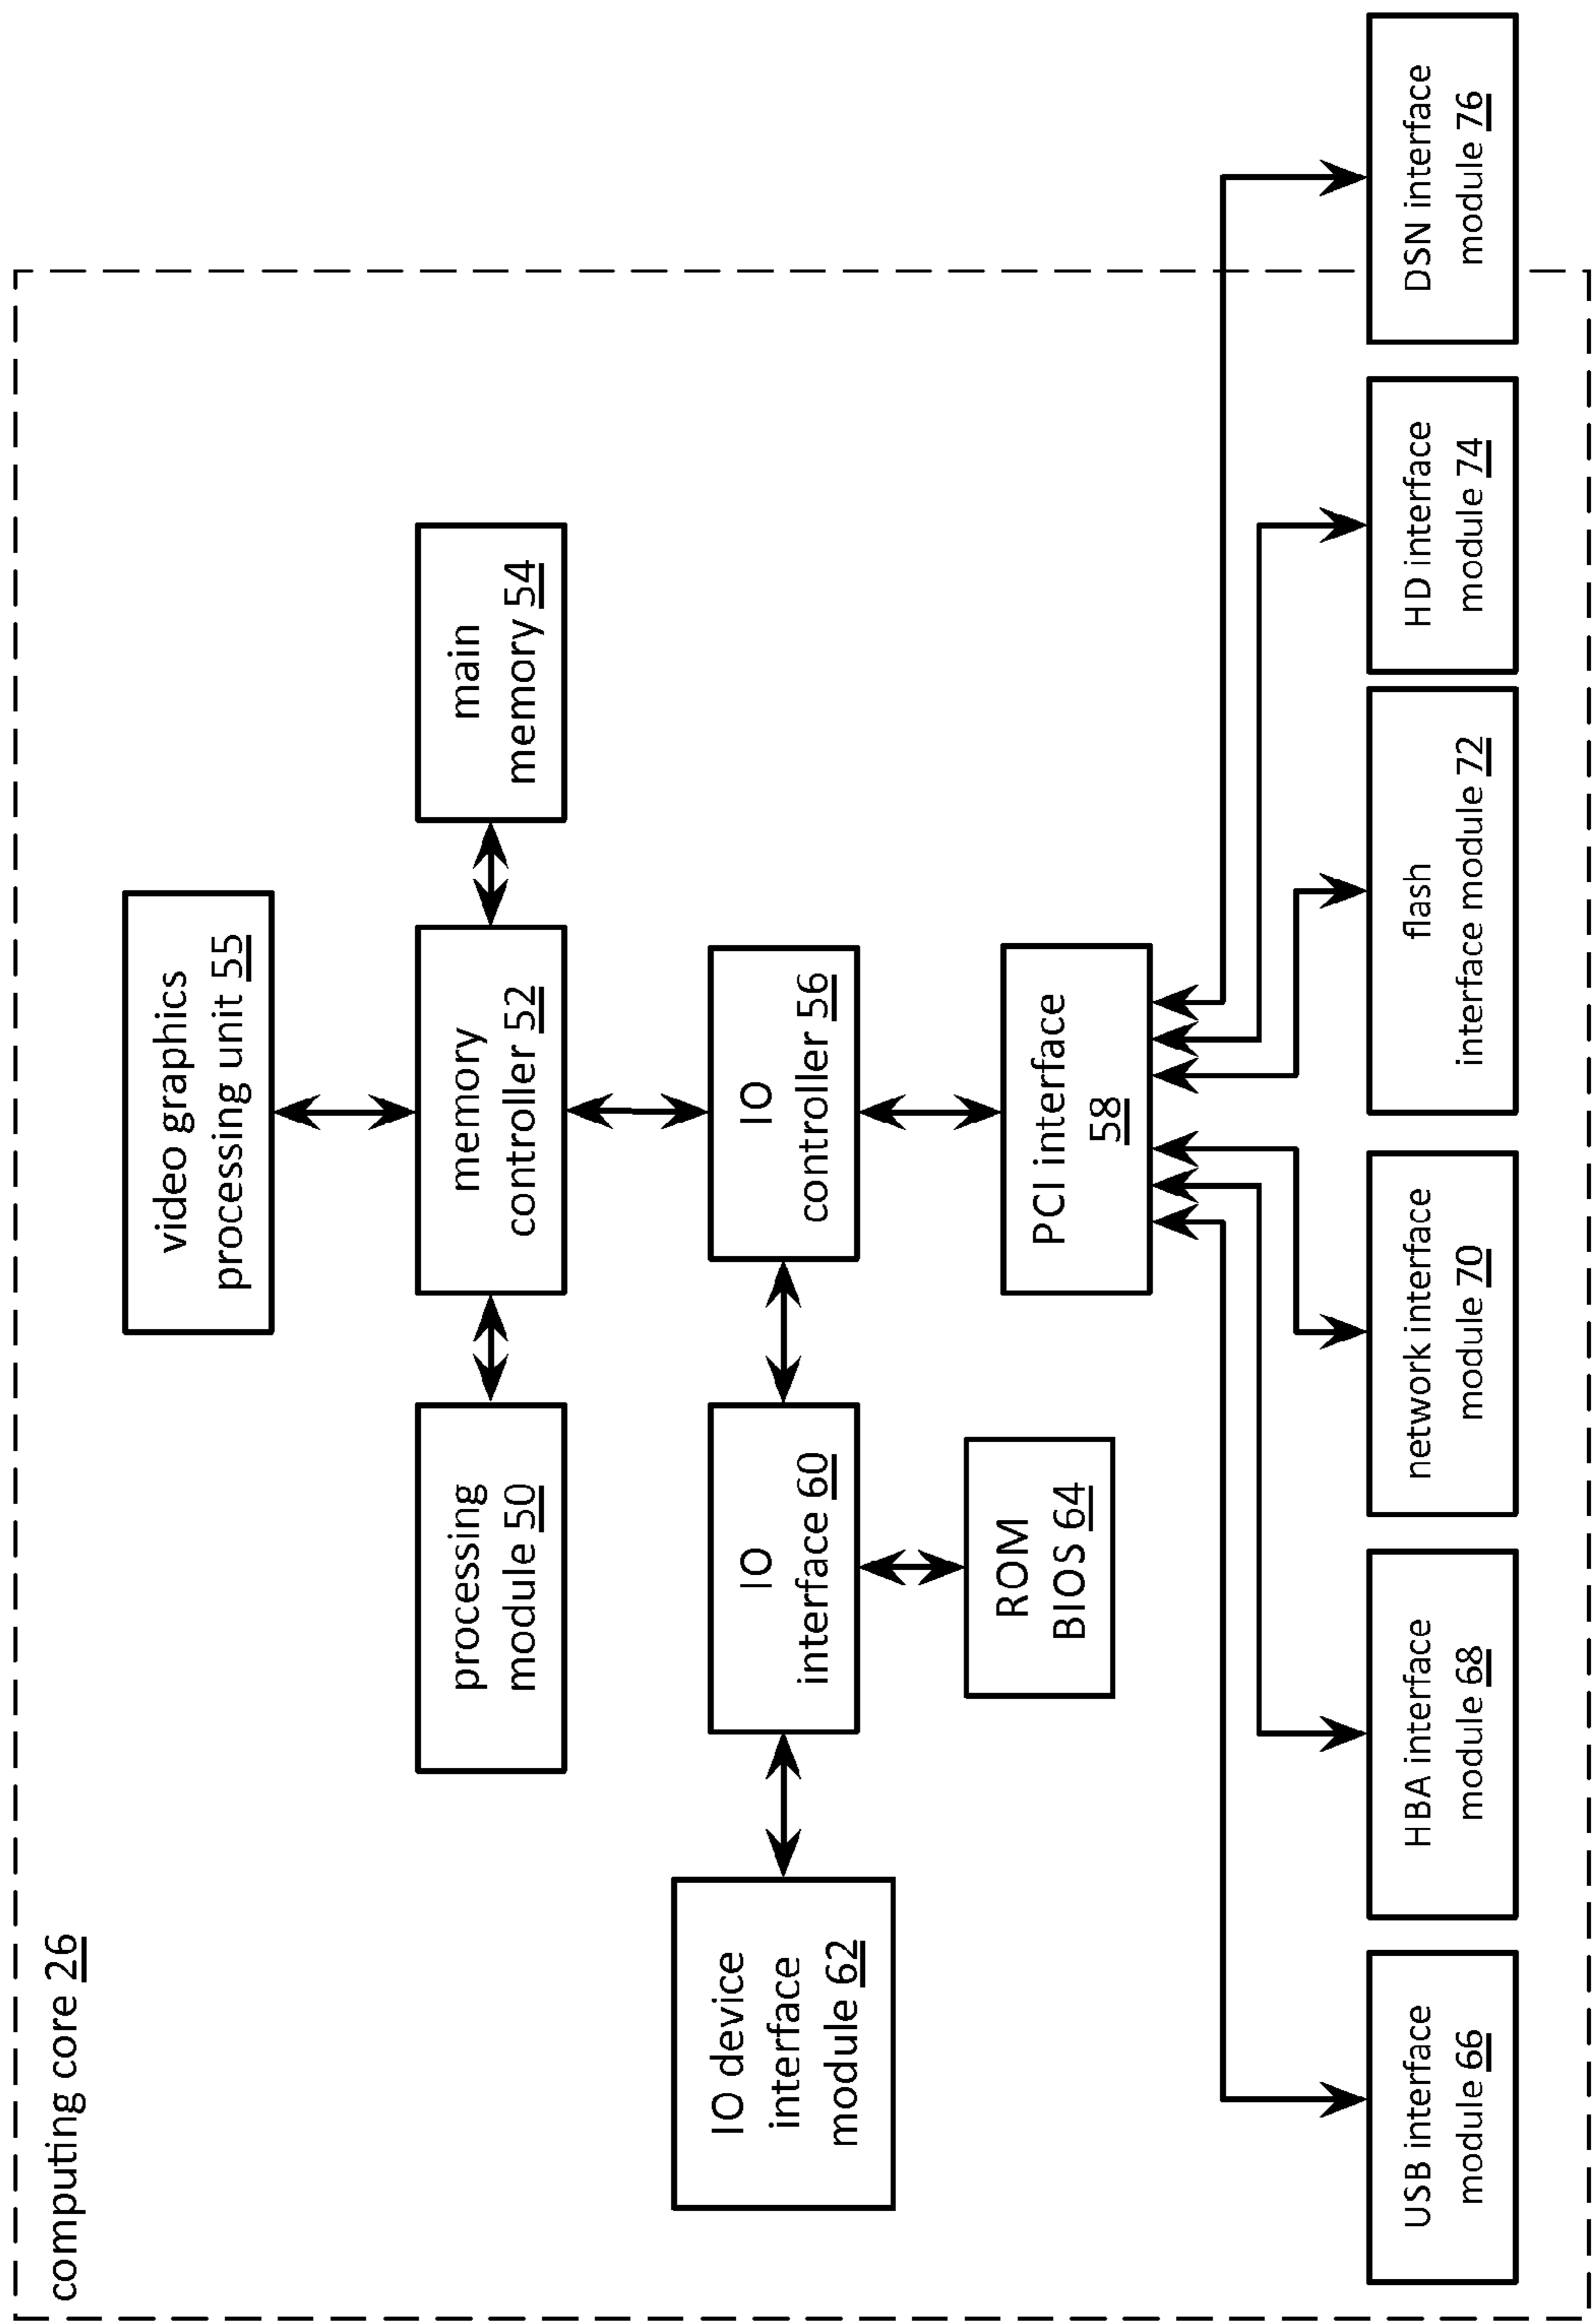 computing core 26
video graphics
processing unit 55
processing
module 50
memory
controller 52
main
memory 54
IO device
interface
module 62
IO
interface 60
IO
controller 56
ROM
BIOS 64
PCI interface
58
USB interface
module 66
HBA interface
module 68
network interface
module 70
flash
interface module 72
HD interface
module 74
DSN interface
module 76